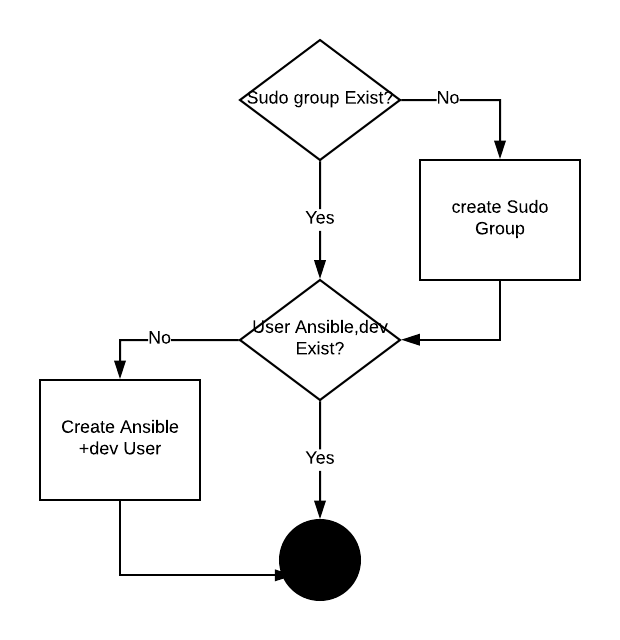 Sudo group Exist?
No
create Sudo
Group
Yes
User Ansible,dev
Exist?
No
Create Ansible
+dev User
Yes